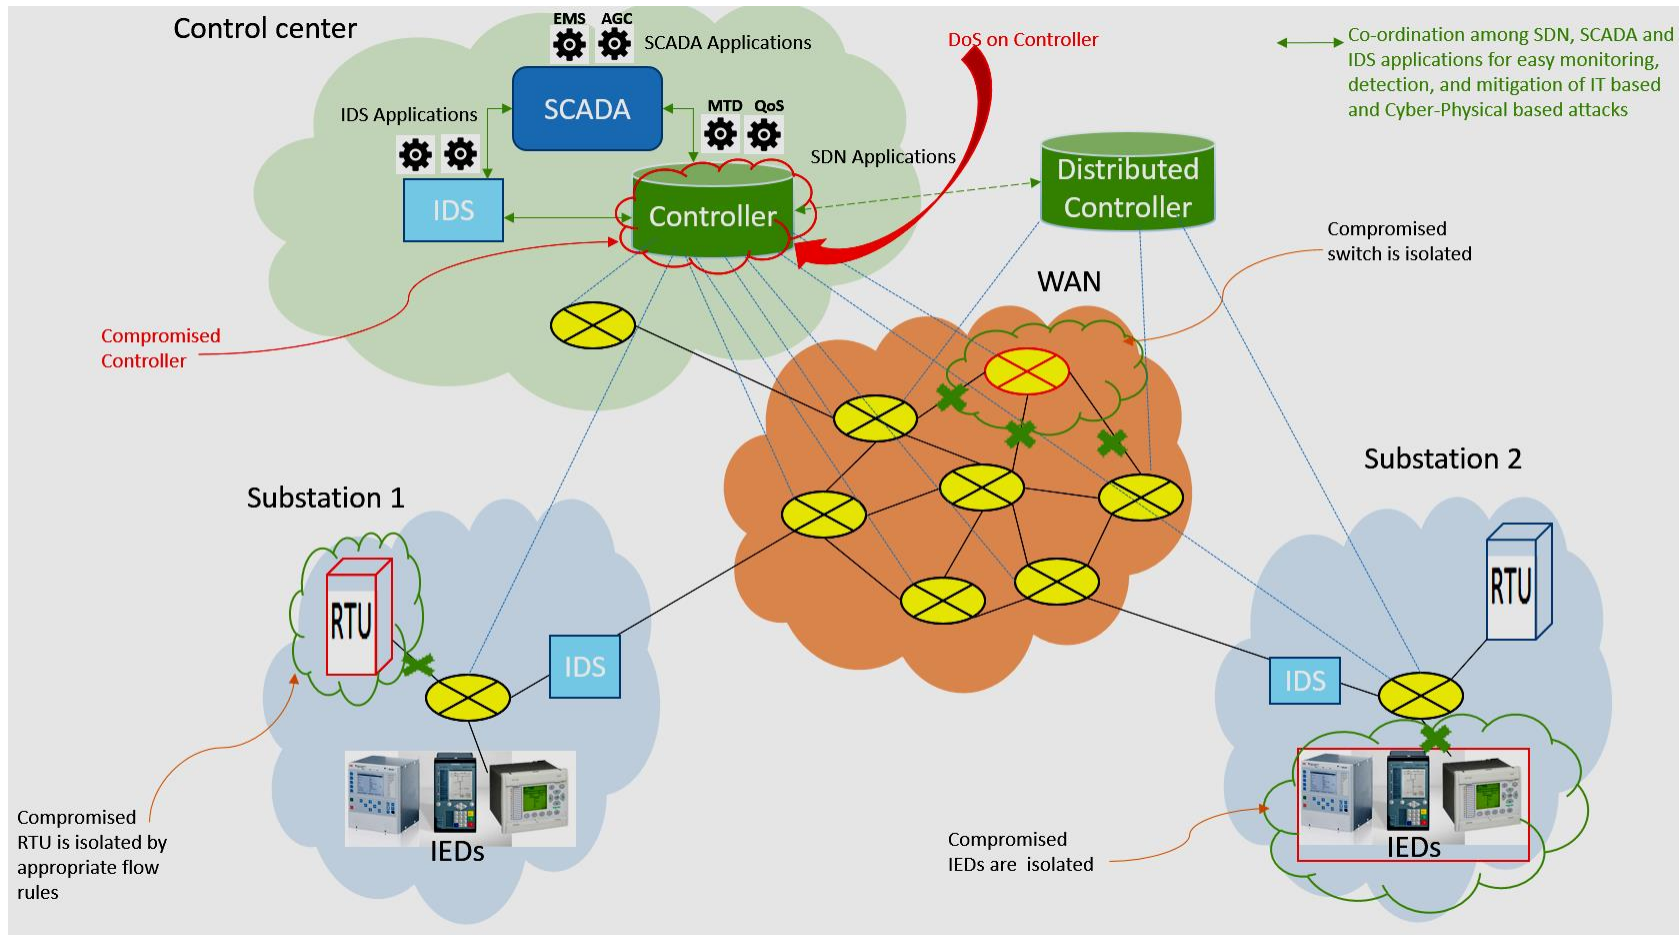 Control center
EMS
AGC
SCADA Applications
DoS on Controller
Co-ordination among SDN, SCADA and
IDS applications for easy monitoring,
detection, and mitigation of IT based
and Cyber-Physical based attacks
IDS Applications
SCADA
MTD
QoS
SDN Applications
Distributed
Controller
IDS
Controller
Compromised
switch is isolated
WAN
Compromised
Controller
Substation 1
Substation 2
RTU
RTU
IDS
IDS
Compromised
RTU is isolated by
appropriate flow
rules
IEDs
Compromised
IEDs are isolated
IEDs